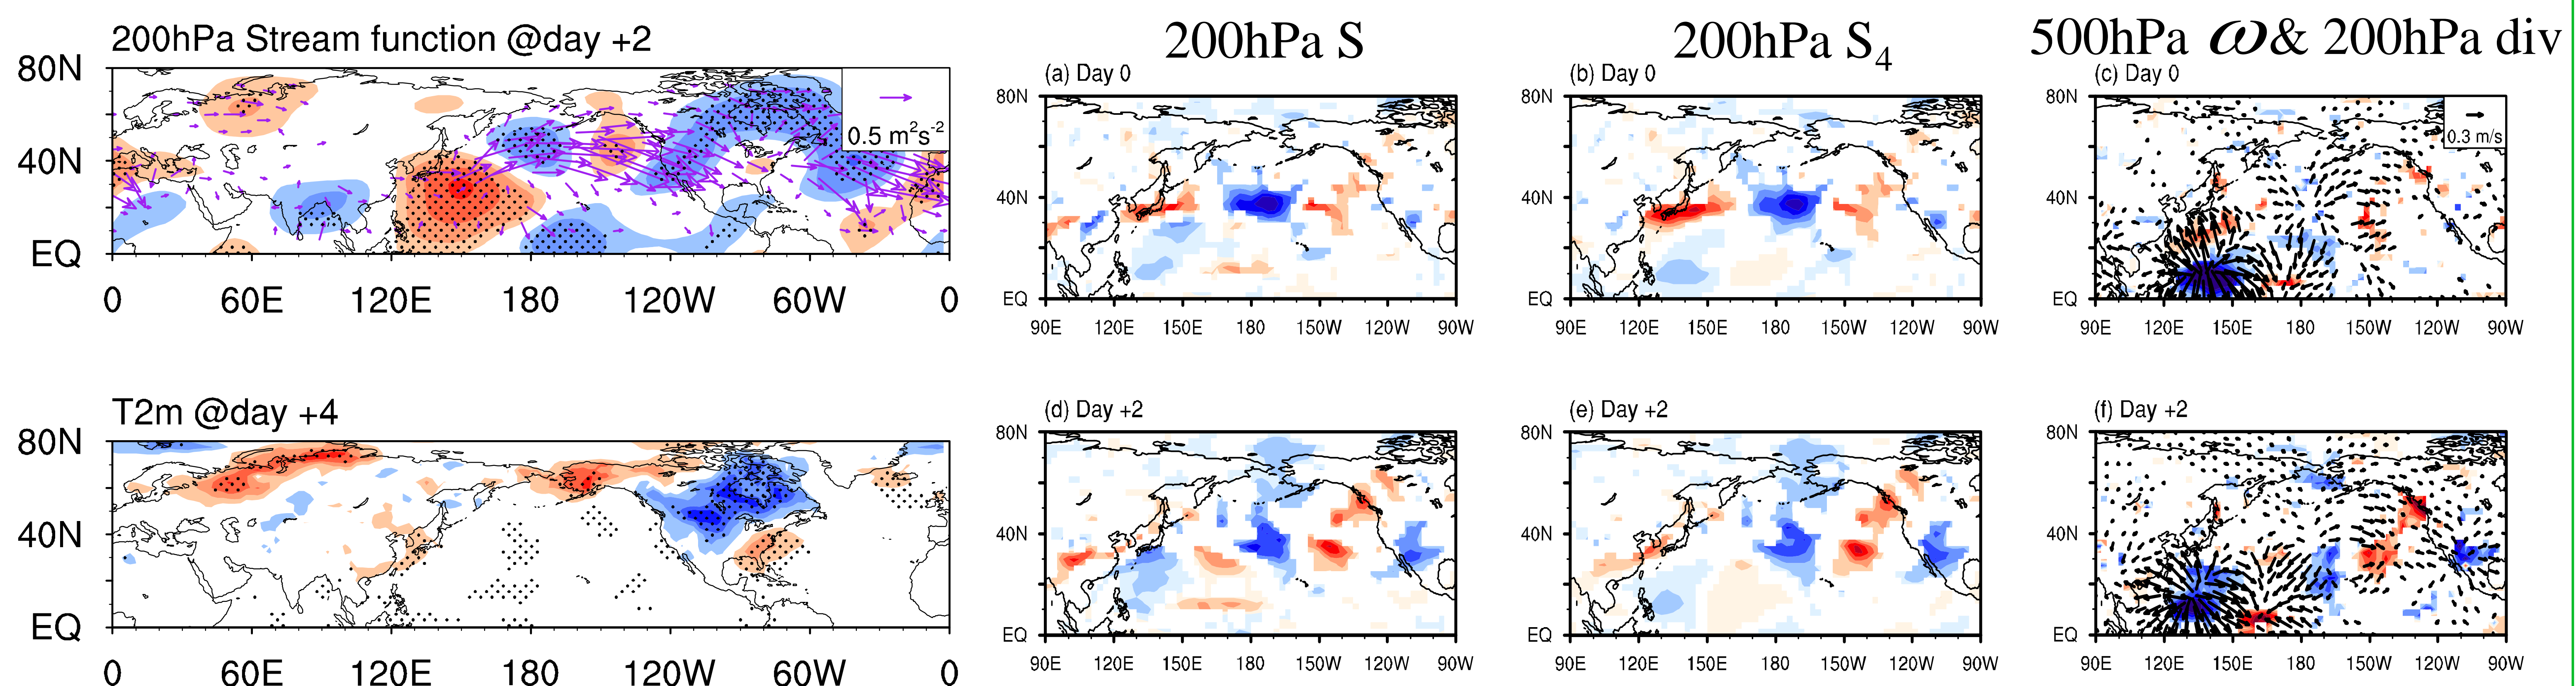 200hPa Stream function @day +2
80N
40N
EQ
0 60E 120E 180 120W 60W 0
0.5 m²s⁻²
T2m @day +4
80N
40N
EQ
0 60E 120E 180 120W 60W 0
200hPa S
(a) Day 0
80N
40N
EQ
90E 120E 150E 180 150W 120W 90W
(d) Day +2
80N
40N
EQ
90E 120E 150E 180 150W 120W 90W
200hPa S₄
(b) Day 0
80N
40N
EQ
90E 120E 150E 180 150W 120W 90W
(e) Day +2
80N
40N
EQ
90E 120E 150E 180 150W 120W 90W
500hPa ω & 200hPa div
(c) Day 0
80N
40N
EQ
90E 120E 150E 180 150W 120W 90W
0.3 m/s
(f) Day +2
80N
40N
EQ
90E 120E 150E 180 150W 120W 90W